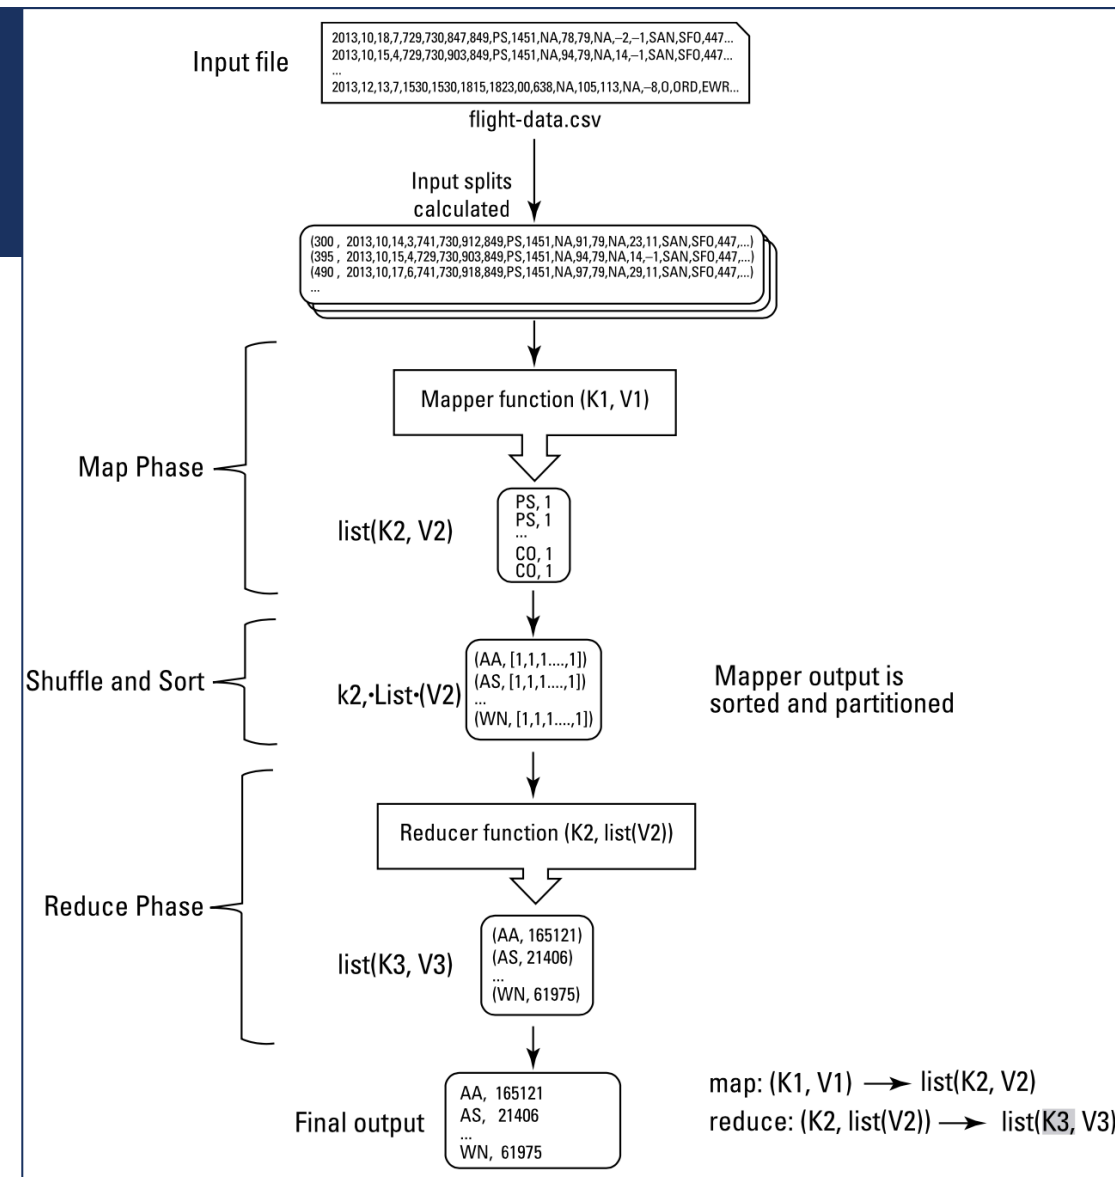 Input file
2013,10,18,7,729,730,847,849,PS,1451,NA,78,79,NA,–2,–1,SAN,SFO,447...
2013,10,15,4,729,730,903,849,PS,1451,NA,94,79,NA,14,–1,SAN,SFO,447...
...
2013,12,13,7,1530,1530,1815,1823,00,638,NA,105,113,NA,–8,O,ORD,EWR...
flight-data.csv
Input splits
calculated
(300 , 2013,10,14,3,741,730,912,849,PS,1451,NA,91,79,NA,23,11,SAN,SFO,447,...)
(395 , 2013,10,15,4,729,730,903,849,PS,1451,NA,94,79,NA,14,–1,SAN,SFO,447,...)
(490 , 2013,10,17,6,741,730,918,849,PS,1451,NA,97,79,NA,29,11,SAN,SFO,447,...)
...
Mapper function (K1, V1)
Map Phase
PS, 1
PS, 1
...
CO, 1
CO, 1
list(K2, V2)
Shuffle and Sort
k2,·List·(V2)
(AA, [1,1,1....,1])
(AS, [1,1,1....,1])
...
(WN, [1,1,1....,1])
Mapper output is
sorted and partitioned
Reducer function (K2, list(V2))
Reduce Phase
list(K3, V3)
(AA, 165121)
(AS, 21406)
...
(WN, 61975)
Final output
AA, 165121
AS, 21406
...
WN, 61975
map: (K1, V1) → list(K2, V2)
reduce: (K2, list(V2)) → list(K3, V3)